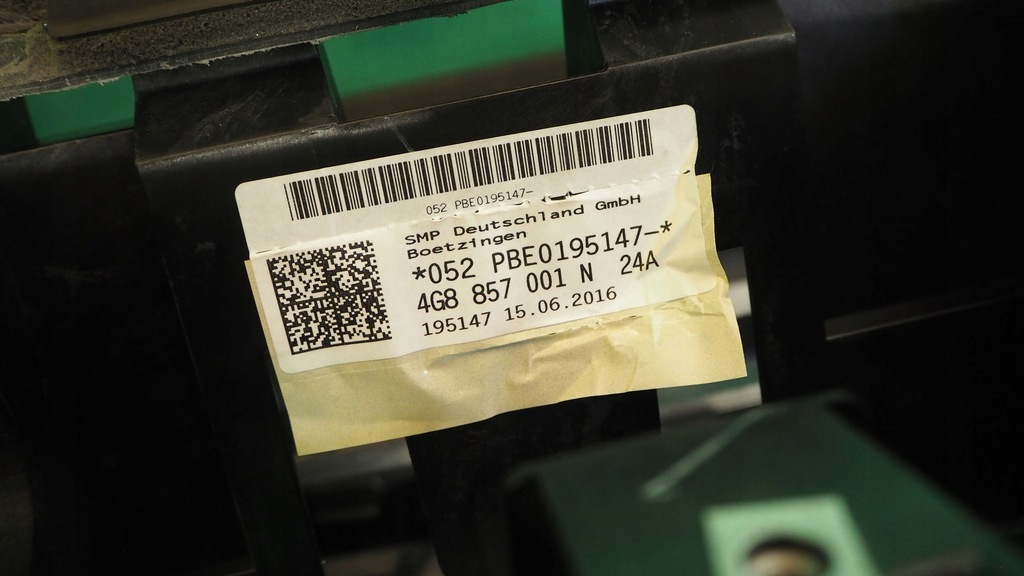 052 PBE0195147-
SMP Deutschland GmbH
Boetzingen
*052 PBE0195147-*
4G8 857 001 N 24A
195147 15.06.2016